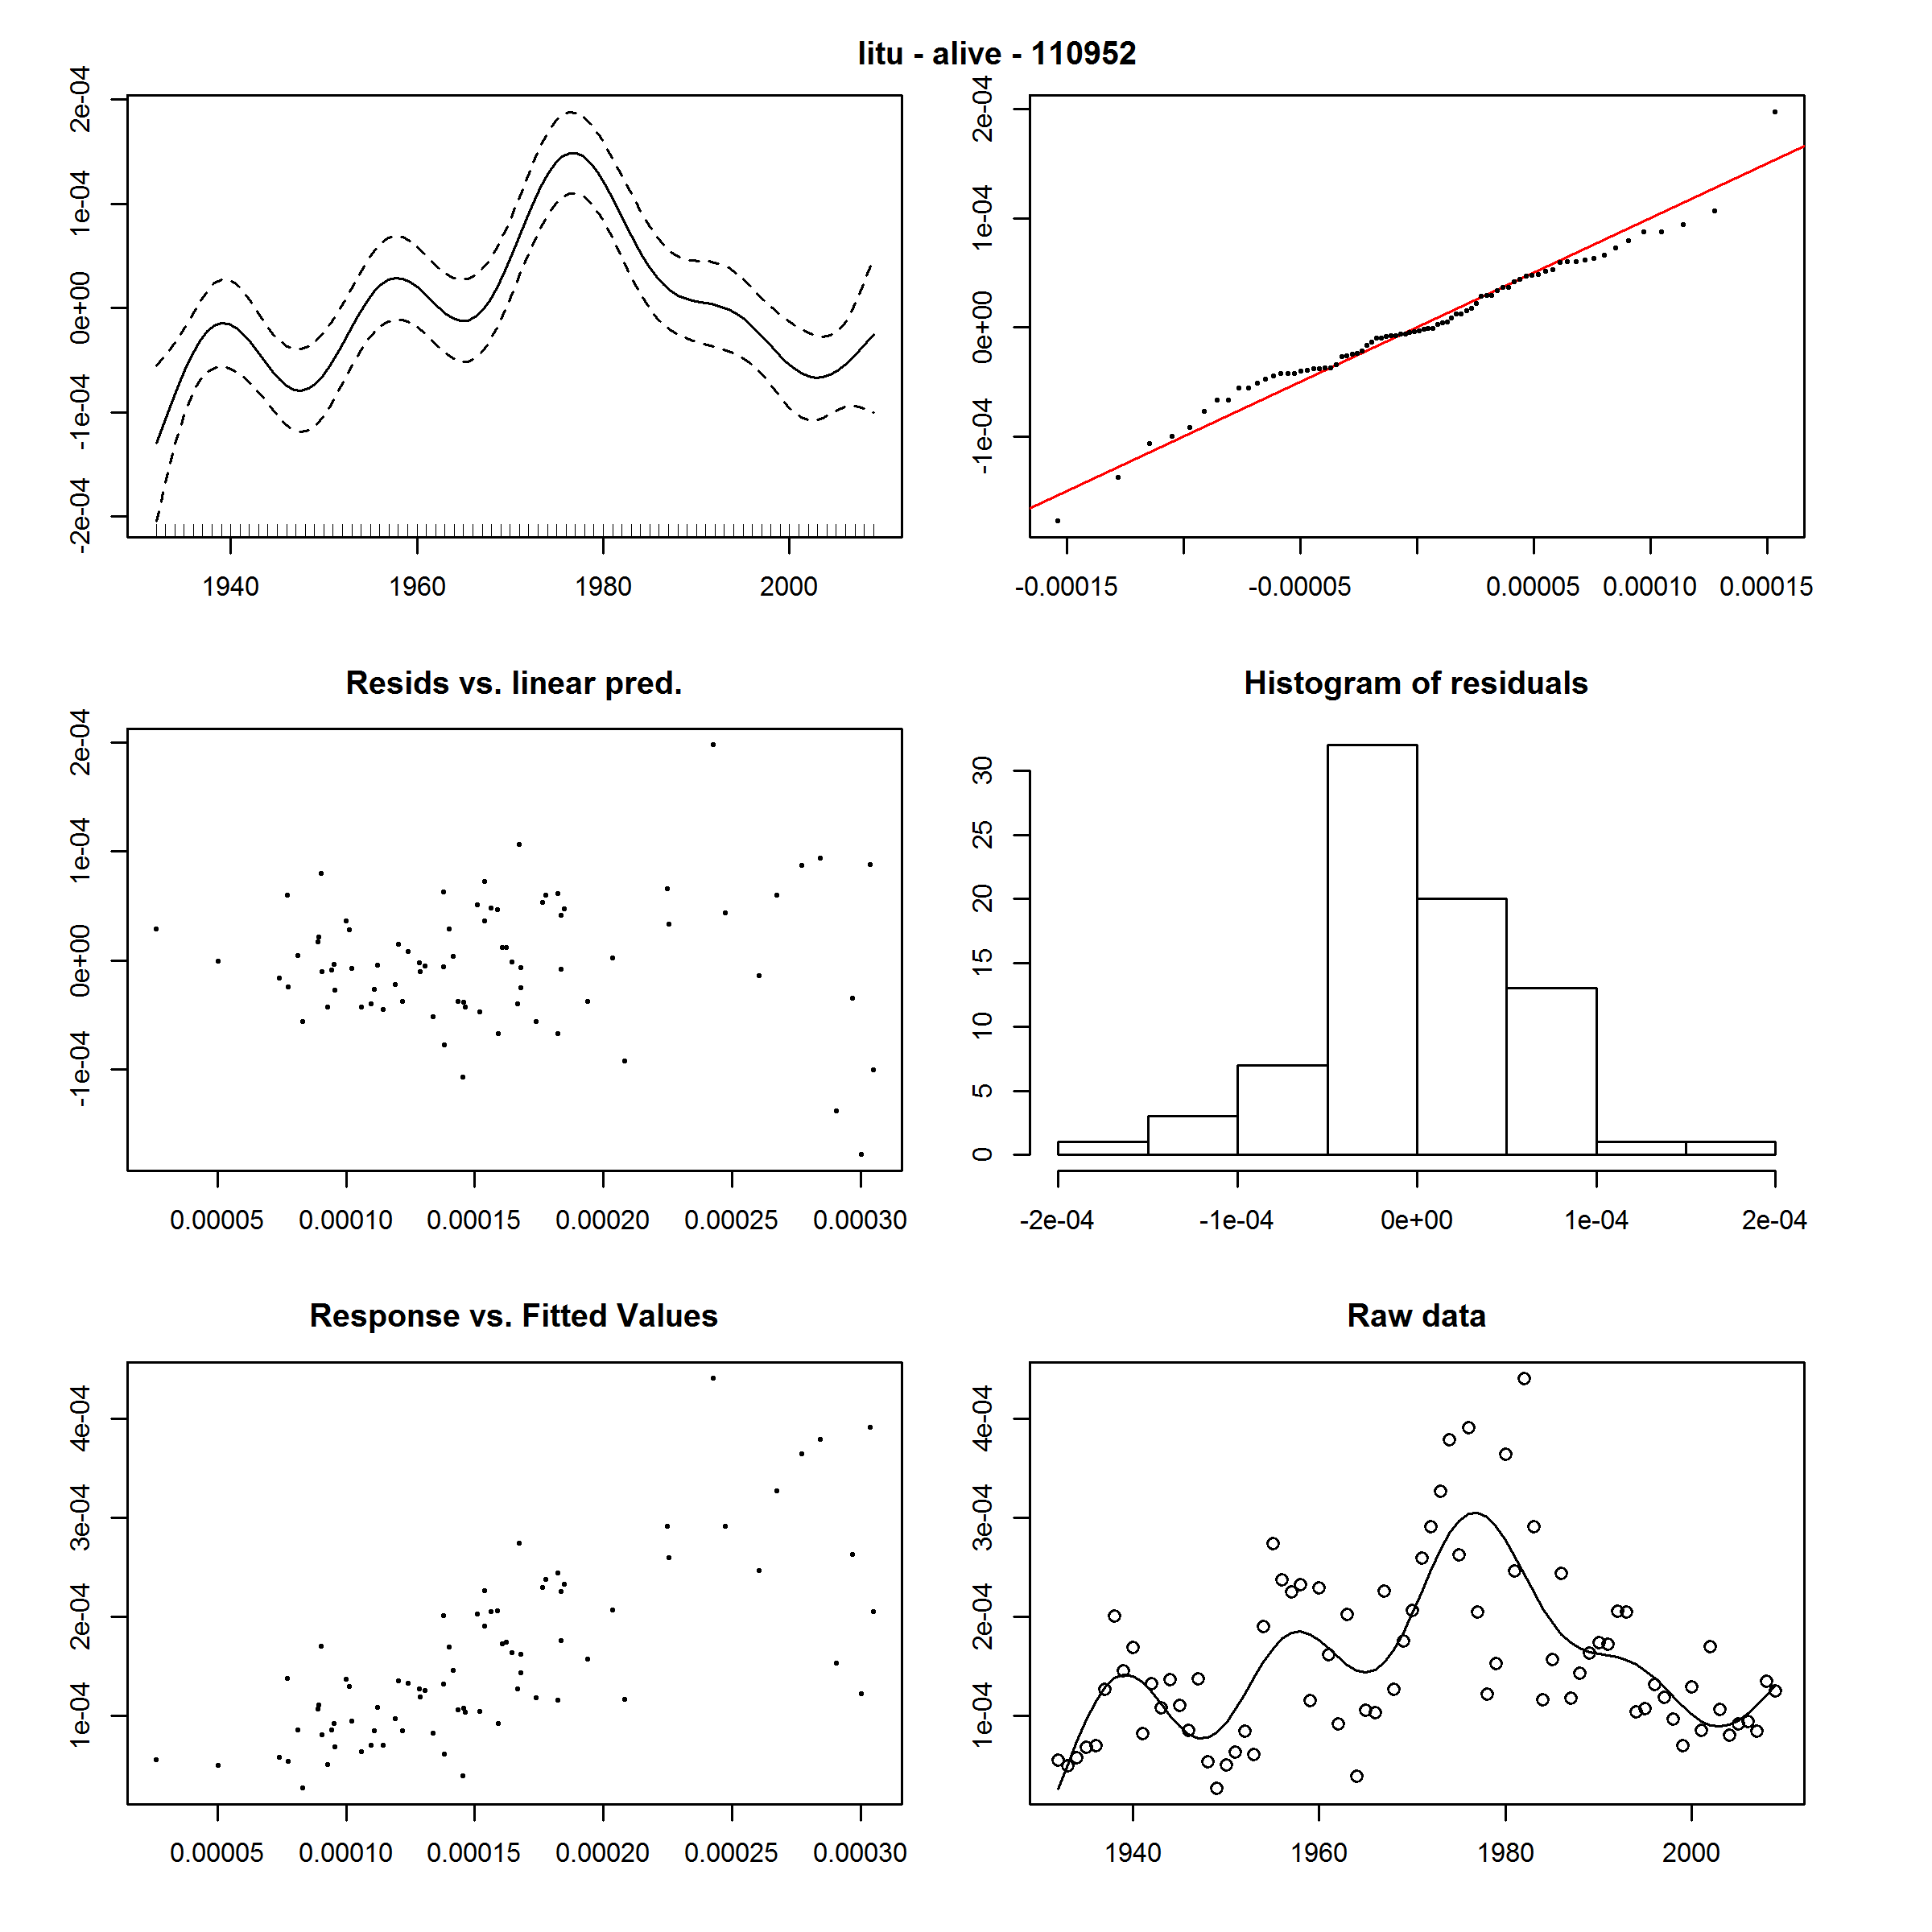 litu - alive - 110952
2e-04
1e-04
0e+00
-1e-04
-2e-04
1940 1960 1980 2000
2e-04
1e-04
0e+00
-1e-04
-0.00015 -0.00005 0.00005 0.00010 0.00015
Resids vs. linear pred.
2e-04
1e-04
0e+00
-1e-04
0.00005 0.00010 0.00015 0.00020 0.00025 0.00030
Histogram of residuals
30
25
20
15
10
5
0
-2e-04 -1e-04 0e+00 1e-04 2e-04
Response vs. Fitted Values
4e-04
3e-04
2e-04
1e-04
0.00005 0.00010 0.00015 0.00020 0.00025 0.00030
Raw data
4e-04
3e-04
2e-04
1e-04
1940 1960 1980 2000